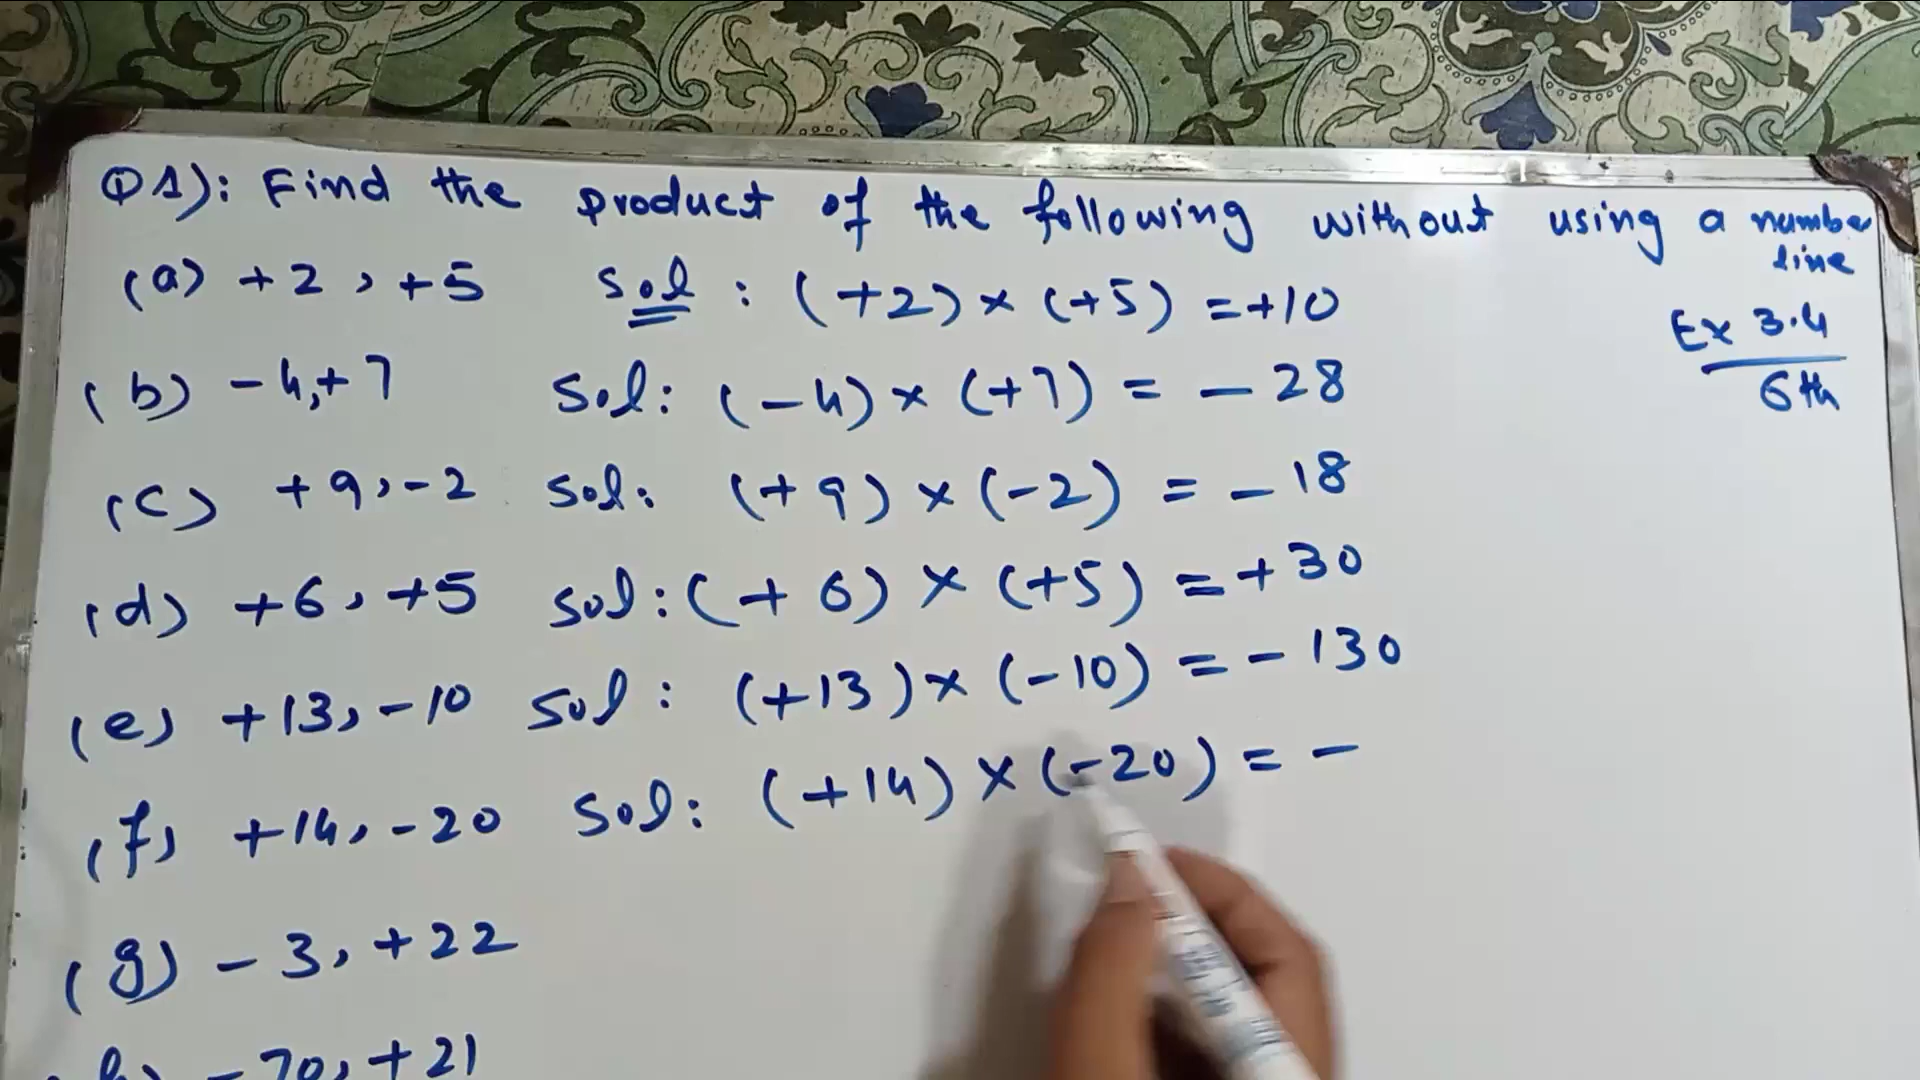 Q1): Find the product of the following without using a number line
(a) +2, +5 sol: (+2) × (+5) = +10
Ex 3.4
6th
(b) -4, +7 sol: (-4) × (+7) = -28
(c) +9, -2 sol: (+9) × (-2) = -18
(d) +6, +5 sol: (+6) × (+5) = +30
(e) +13, -10 sol: (+13) × (-10) = -130
(f) +14, -20 sol: (+14) × (-20) = -
(g) -3, +22
(h) -70, +21